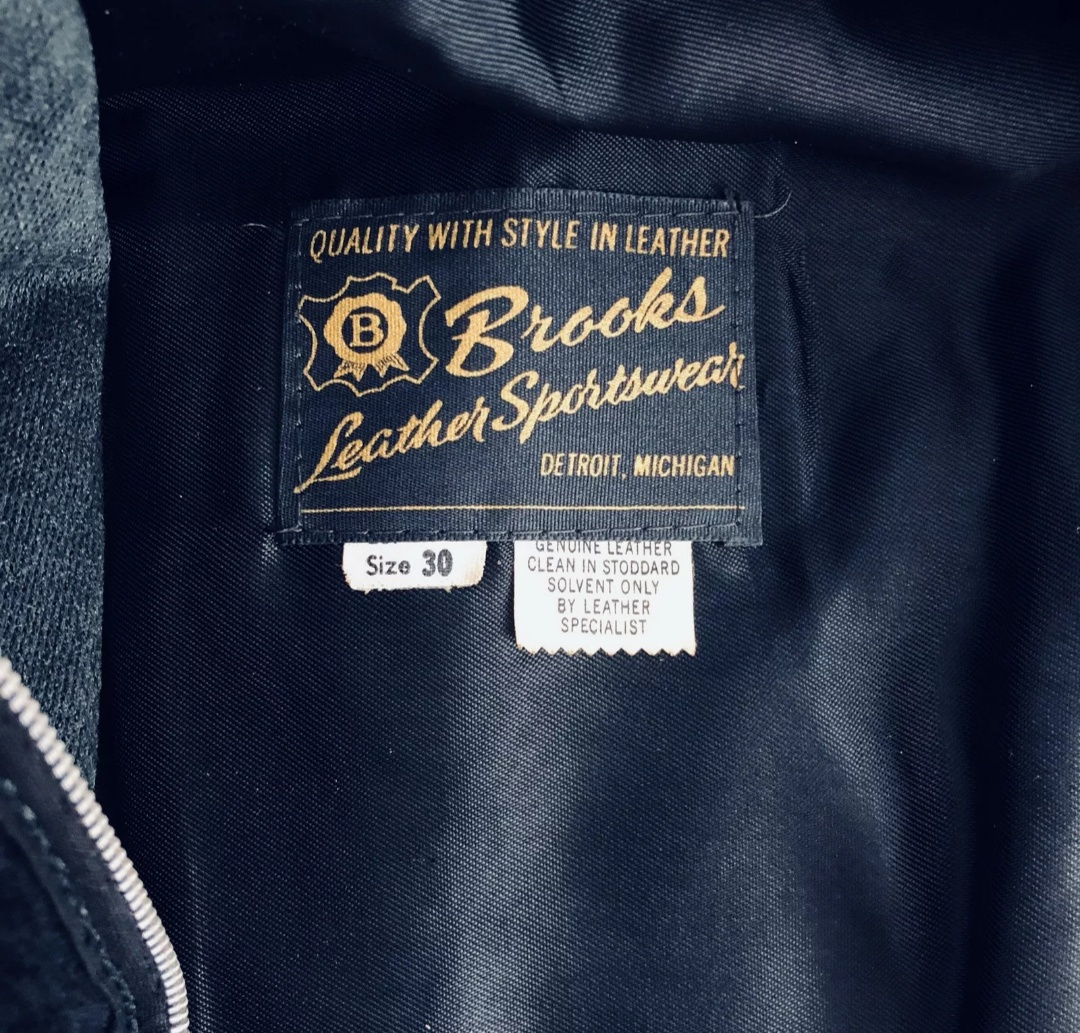 QUALITY WITH STYLE IN LEATHER
B
Brooks
Leather Sportswear
DETROIT, MICHIGAN
Size 30
GENUINE LEATHER
CLEAN IN STODDARD
SOLVENT ONLY
BY LEATHER
SPECIALIST